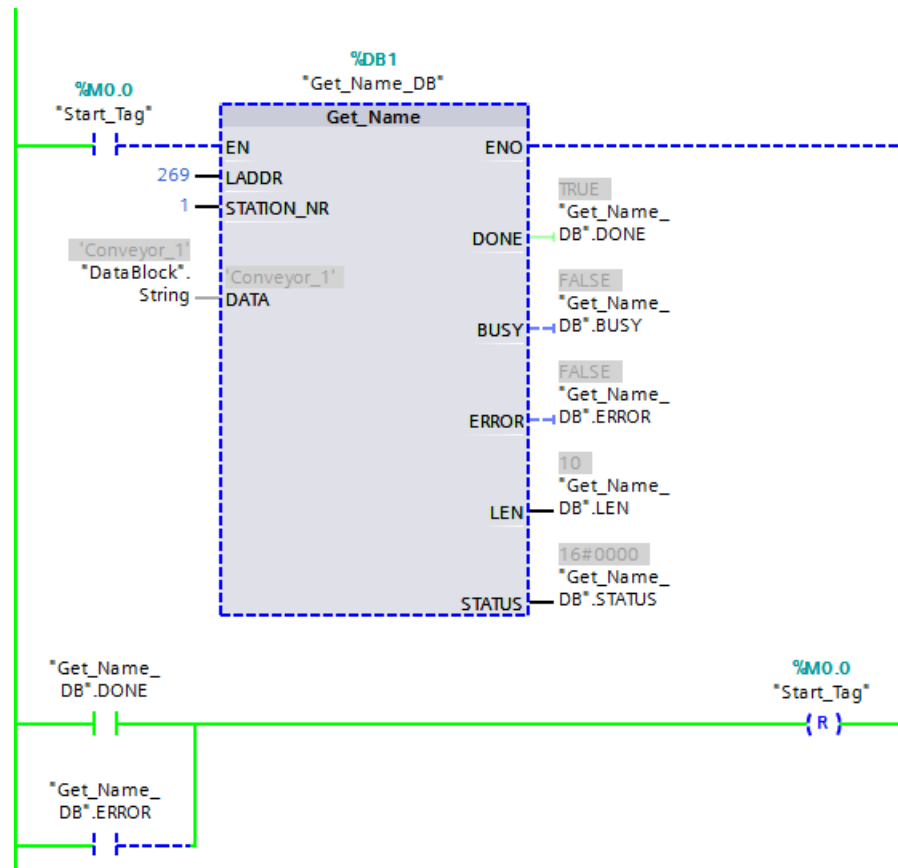 %DB1
"Get_Name_DB"
%M0.0
"Start_Tag"
Get_Name
EN
ENO
269
LADDR
1
STATION_NR
'Conveyor_1'
"DataBlock".
String
'Conveyor_1'
DATA
TRUE
"Get_Name_
DB".DONE
DONE
FALSE
"Get_Name_
DB".BUSY
BUSY
FALSE
"Get_Name_
DB".ERROR
ERROR
10
"Get_Name_
DB".LEN
LEN
16#0000
"Get_Name_
DB".STATUS
STATUS
"Get_Name_
DB".DONE
%M0.0
"Start_Tag"
R
"Get_Name_
DB".ERROR